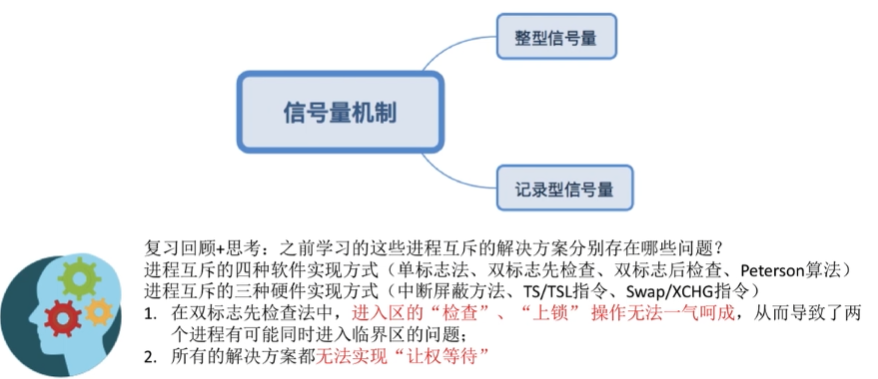 整型信号量
信号量机制
记录型信号量
复习回顾+思考：之前学习的这些进程互斥的解决方案分别存在哪些问题？
进程互斥的四种软件实现方式（单标志法、双标志先检查、双标志后检查、Peterson算法）
进程互斥的三种硬件实现方式（中断屏蔽方法、TS/TSL指令、Swap/XCHG指令）
1. 在双标志先检查法中，进入区的“检查”、“上锁” 操作无法一气呵成，从而导致了两
个进程有可能同时进入临界区的问题；
2. 所有的解决方案都无法实现“让权等待”